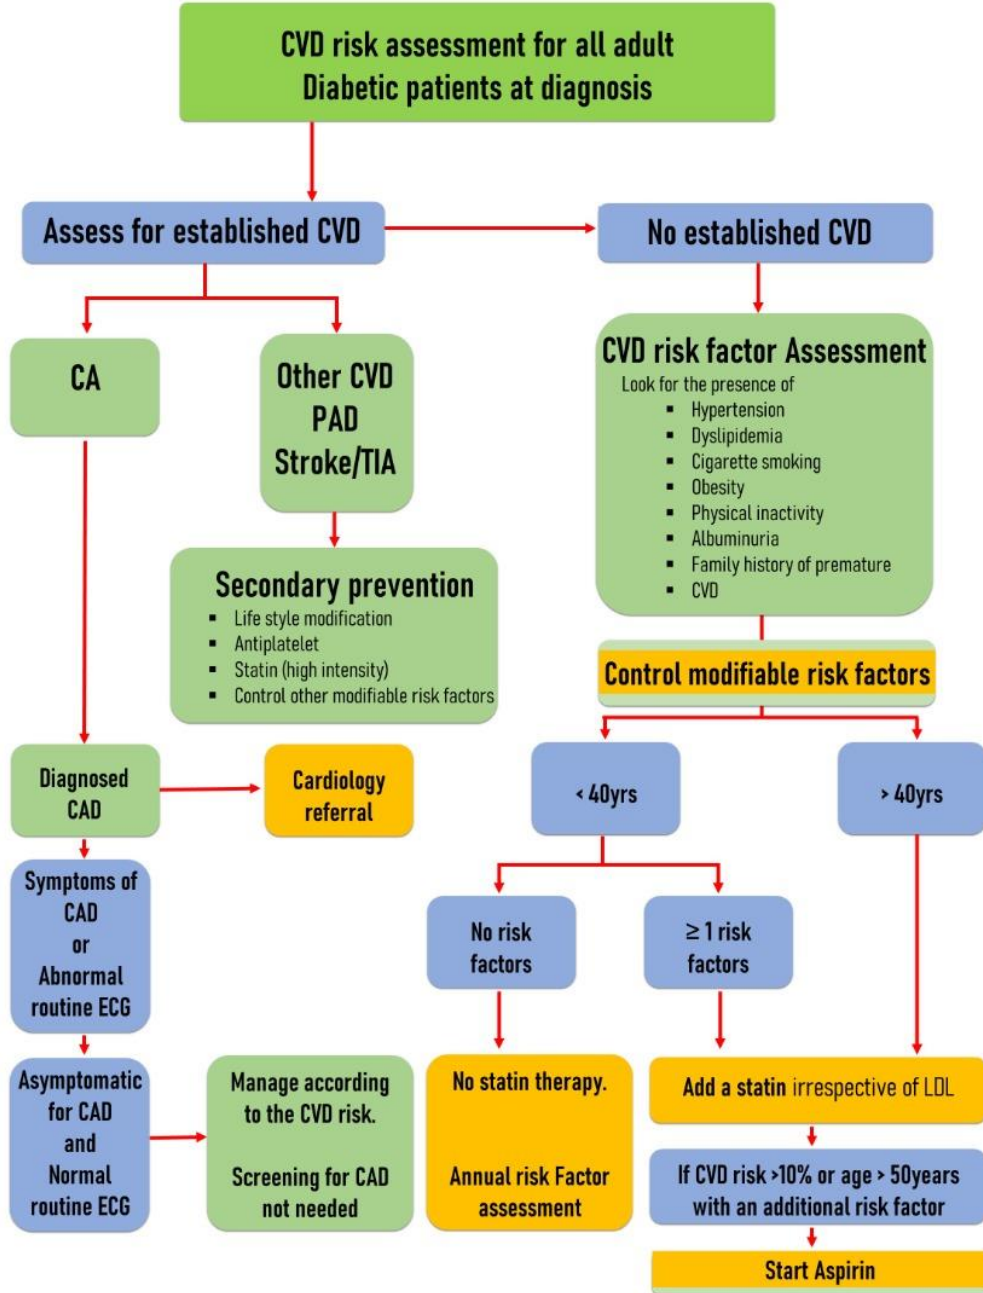 CVD risk assessment for all adult
Diabetic patients at diagnosis
Assess for established CVD
No established CVD
CA
Other CVD
PAD
Stroke/TIA
Secondary prevention
▪ Life style modification
▪ Antiplatelet
▪ Statin (high intensity)
▪ Control other modifiable risk factors
CVD risk factor Assessment
Look for the presence of
▪ Hypertension
▪ Dyslipidemia
▪ Cigarette smoking
▪ Obesity
▪ Physical inactivity
▪ Albuminuria
▪ Family history of premature
▪ CVD
Control modifiable risk factors
Diagnosed
CAD
Cardiology
referral
< 40yrs
> 40yrs
Symptoms of
CAD
or
Abnormal
routine ECG
No risk
factors
≥ 1 risk
factors
Asymptomatic
for CAD
and
Normal
routine ECG
Manage according
to the CVD risk.
Screening for CAD
not needed
No statin therapy.
Annual risk Factor
assessment
Add a statin irrespective of LDL
If CVD risk >10% or age > 50years
with an additional risk factor
Start Aspirin